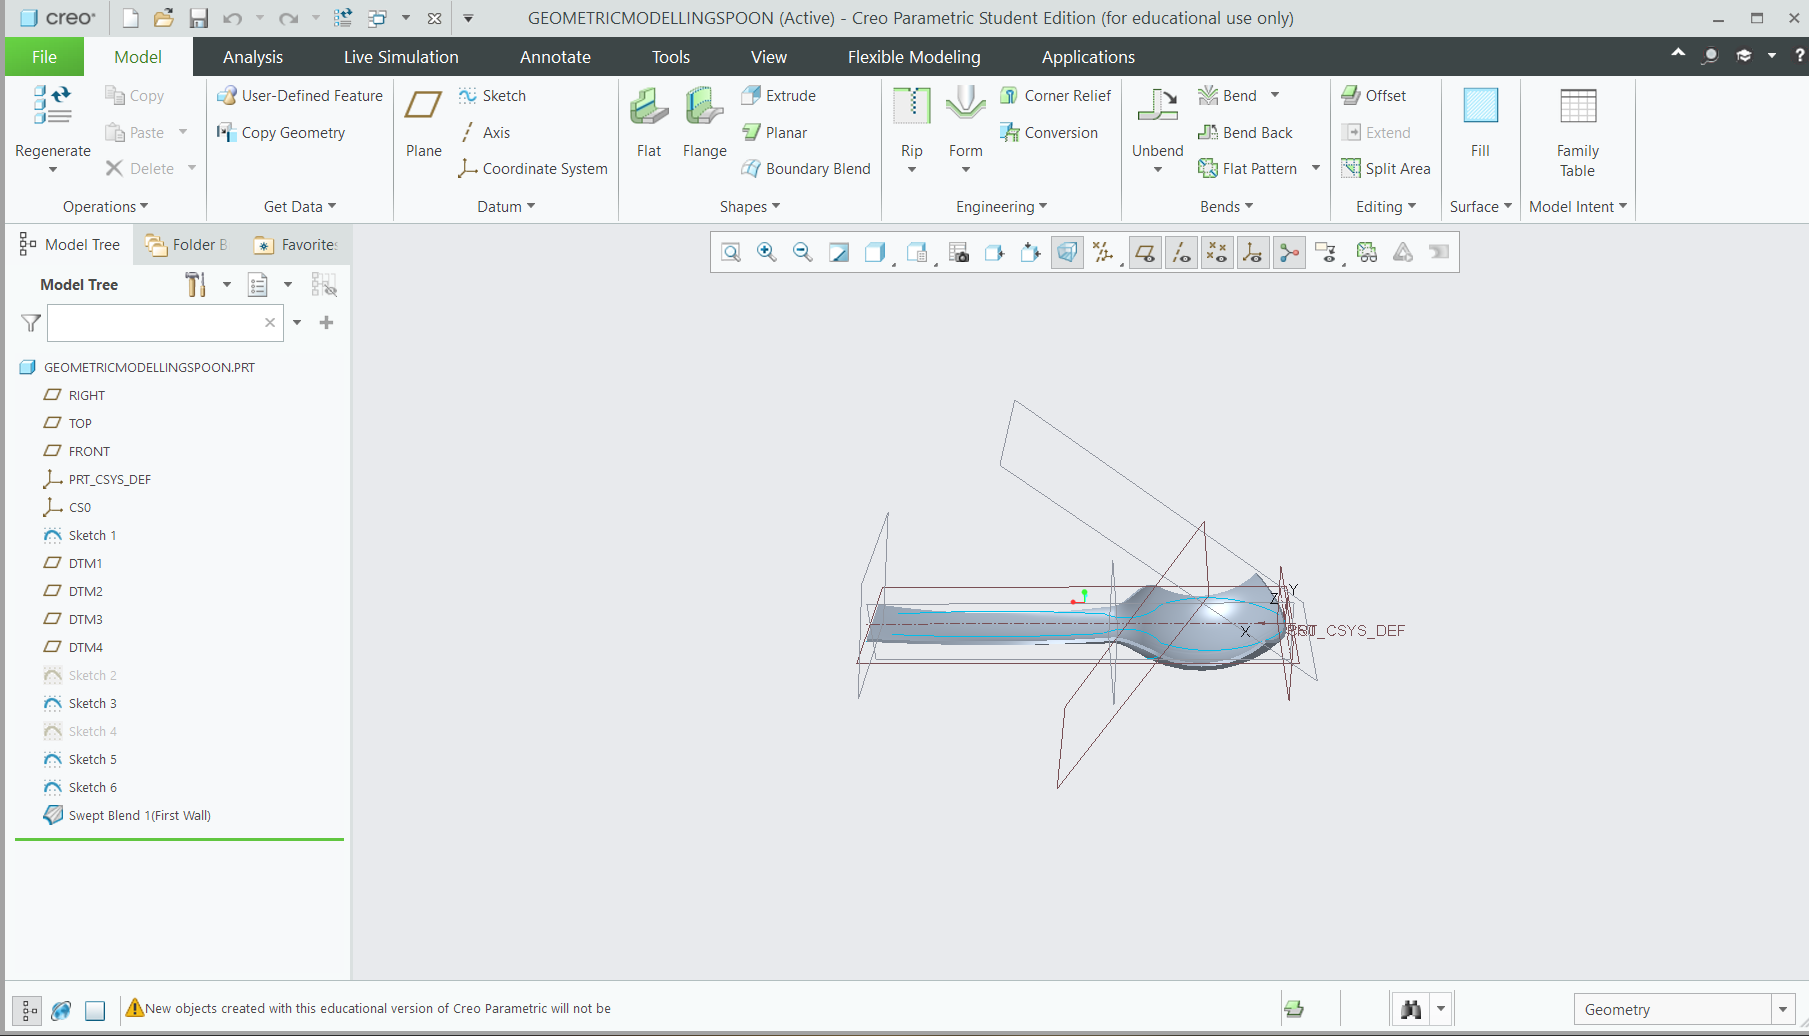 creo
GEOMETRICMODELLINGSPOON (Active) - Creo Parametric Student Edition (for educational use only)
File Model Analysis Live Simulation Annotate Tools View Flexible Modeling Applications
Regenerate
Copy
Paste
Delete
Operations
User-Defined Feature
Copy Geometry
Get Data
Plane
Sketch
Axis
Coordinate System
Datum
Flat
Flange
Extrude
Planar
Boundary Blend
Shapes
Rip
Form
Corner Relief
Conversion
Engineering
Unbend
Bend
Bend Back
Flat Pattern
Bends
Offset
Extend
Split Area
Editing
Fill
Surface
Family
Table
Model Intent
Model Tree
Folder B
Favorites
Model Tree
GEOMETRICMODELLINGSPOON.PRT
RIGHT
TOP
FRONT
PRT_CSYS_DEF
CS0
Sketch 1
DTM1
DTM2
DTM3
DTM4
Sketch 2
Sketch 3
Sketch 4
Sketch 5
Sketch 6
Swept Blend 1(First Wall)
Y
Z
X
_CSYS_DEF
New objects created with this educational version of Creo Parametric will not be
Geometry